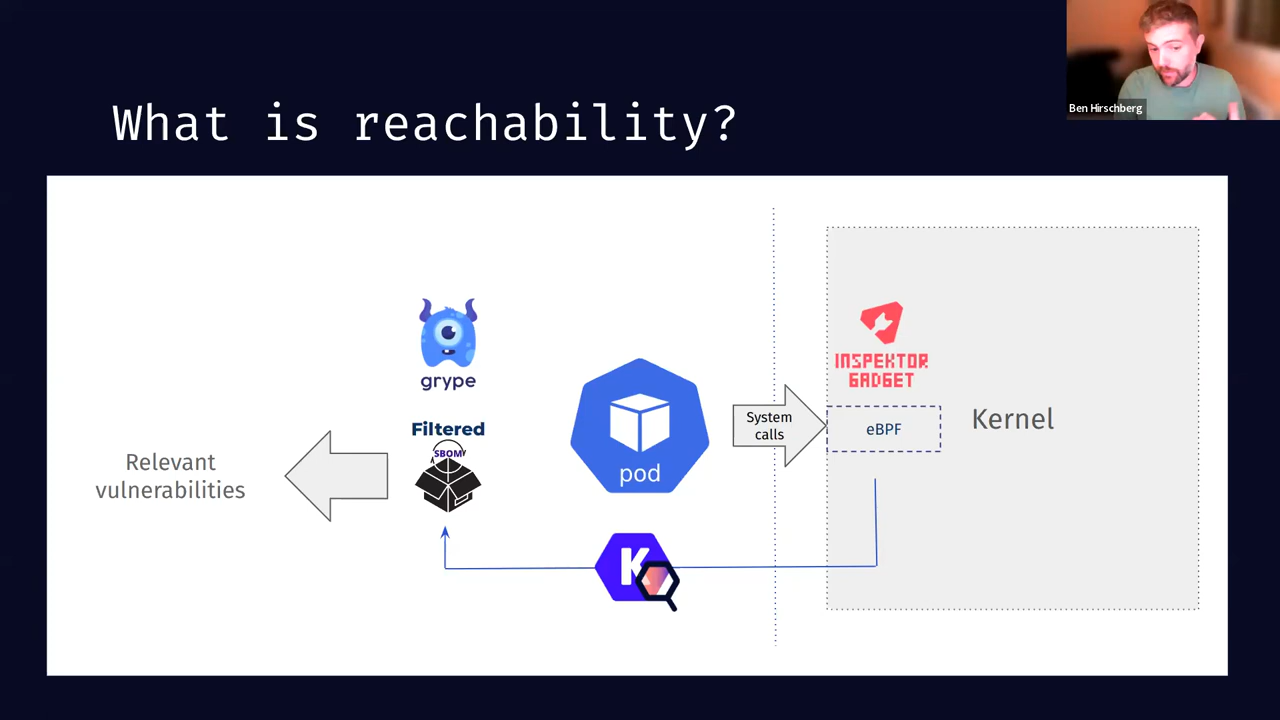 Ben Hirschberg
What is reachability?
grype
Filtered
SBOM
Relevant
vulnerabilities
pod
System
calls
INSPEKTOR
GADGET
eBPF
Kernel
K